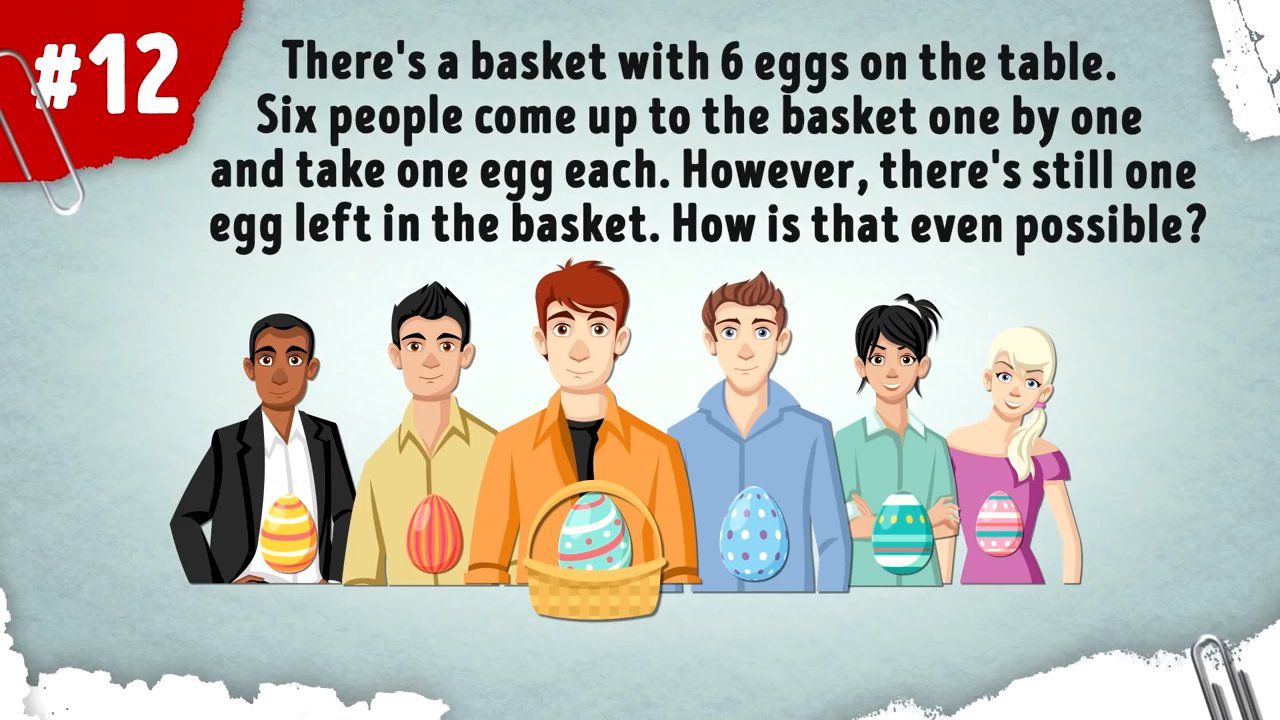 #12
There's a basket with 6 eggs on the table.
Six people come up to the basket one by one
and take one egg each. However, there's still one
egg left in the basket. How is that even possible?